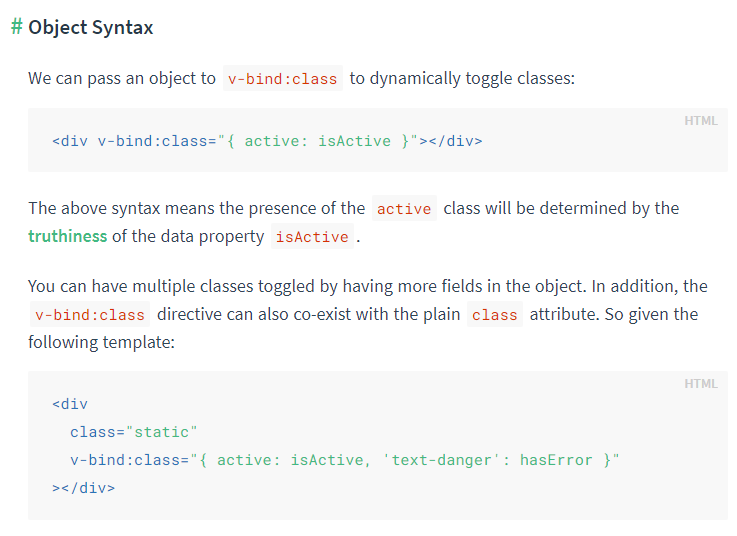 # Object Syntax
We can pass an object to v-bind:class to dynamically toggle classes:
HTML
<div v-bind:class="{ active: isActive }"></div>
The above syntax means the presence of the active class will be determined by the
truthiness of the data property isActive .
You can have multiple classes toggled by having more fields in the object. In addition, the
v-bind:class directive can also co-exist with the plain class attribute. So given the
following template:
HTML
<div
  class="static"
  v-bind:class="{ active: isActive, 'text-danger': hasError }"
></div>